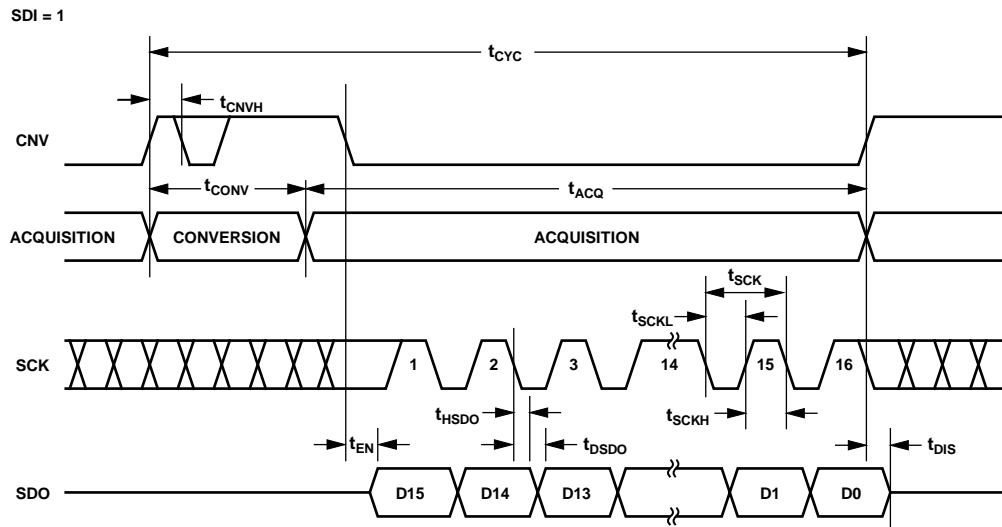 SDI = 1
tCYC
tCNVH
CNV
tCONV
tACQ
ACQUISITION
CONVERSION
ACQUISITION
tSCK
tSCKL
SCK
1
2
3
14
15
16
tHSDO
tSCKH
tEN
tDSDO
tDIS
SDO
D15
D14
D13
D1
D0